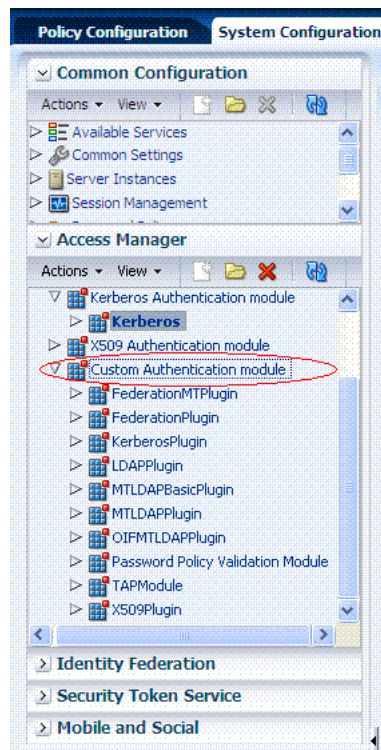 Policy Configuration System Configuration
Common Configuration
Actions View
Available Services
Common Settings
Server Instances
Session Management
Access Manager
Actions View
Kerberos Authentication module
Kerberos
X509 Authentication module
Custom Authentication module
FederationMTPlugin
FederationPlugin
KerberosPlugin
LDAPPlugin
MTLDAPBasicPlugin
MTLDAPPlugin
OIFMTLDAPPlugin
Password Policy Validation Module
TAPModule
X509Plugin
Identity Federation
Security Token Service
Mobile and Social